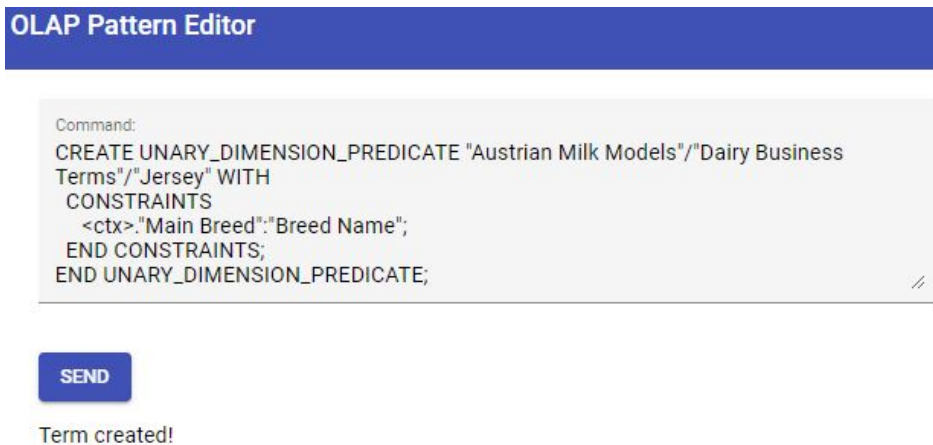 OLAP Pattern Editor
Command:
CREATE UNARY_DIMENSION_PREDICATE "Austrian Milk Models"/"Dairy Business
Terms"/"Jersey" WITH
CONSTRAINTS
<ctx>."Main Breed":"Breed Name";
END CONSTRAINTS;
END UNARY_DIMENSION_PREDICATE;
SEND
Term created!